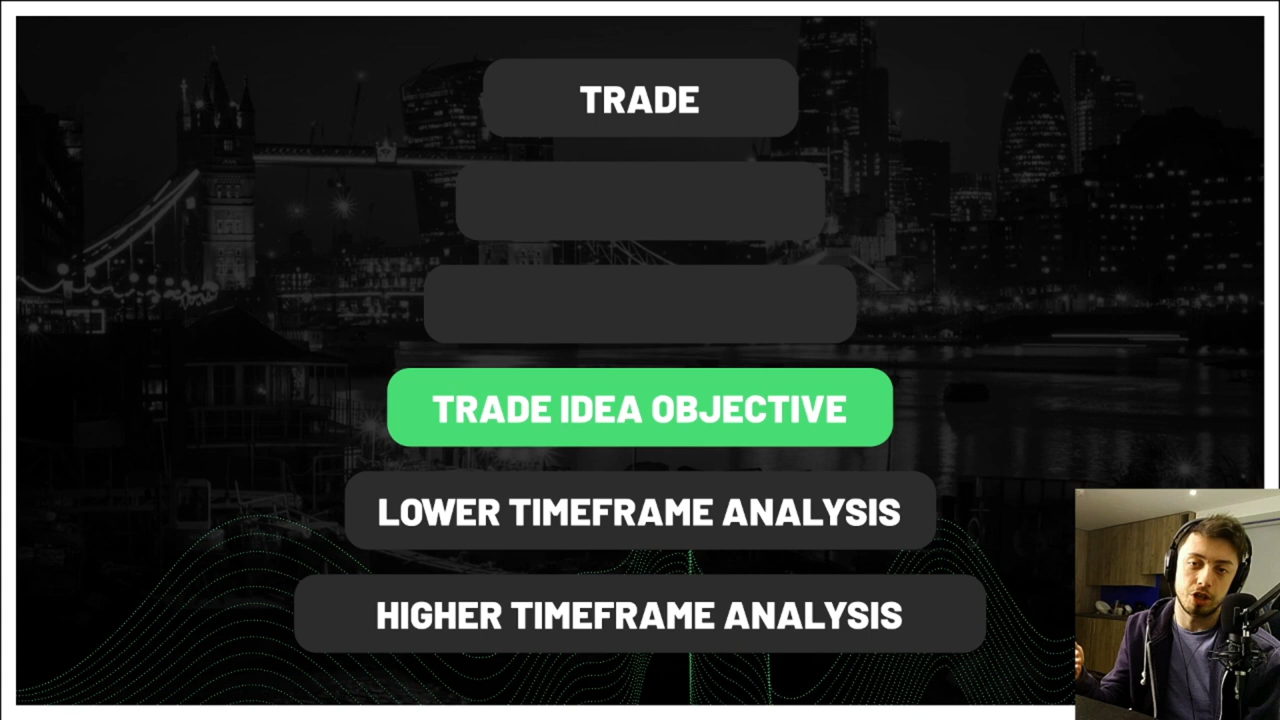 TRADE
TRADE IDEA OBJECTIVE
LOWER TIMEFRAME ANALYSIS
HIGHER TIMEFRAME ANALYSIS